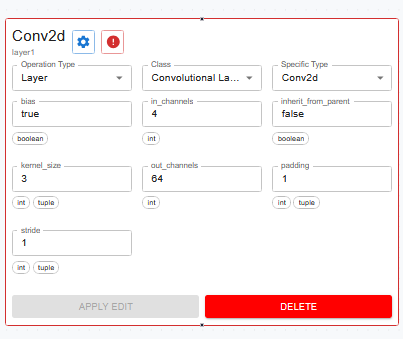 Conv2d
layer1
Operation Type Class Specific Type
Layer Convolutional La... Conv2d
bias in_channels inherit_from_parent
true 4 false
boolean int boolean
kernel_size out_channels padding
3 64 1
int tuple int int tuple
stride
1
int tuple
APPLY EDIT DELETE